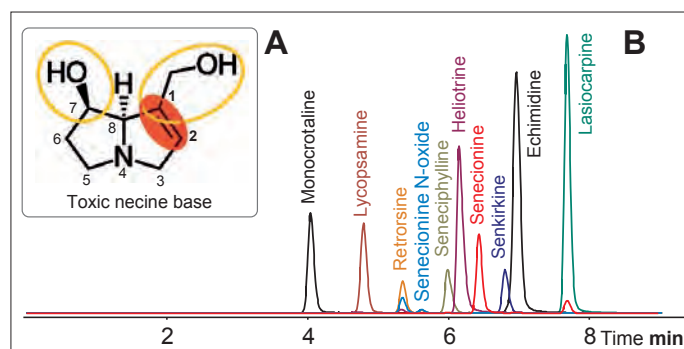 A
B
HO
H
OH
7
1
8
2
6
N
5
4
3
Toxic necine base
Monocrotaline
Lycopsamine
Retrorsine
Senecionine N-oxide
Seneciphylline
Heliotrine
Senecionine
Senkirkine
Echimidine
Lasiocarpine
2
4
6
8
Time min